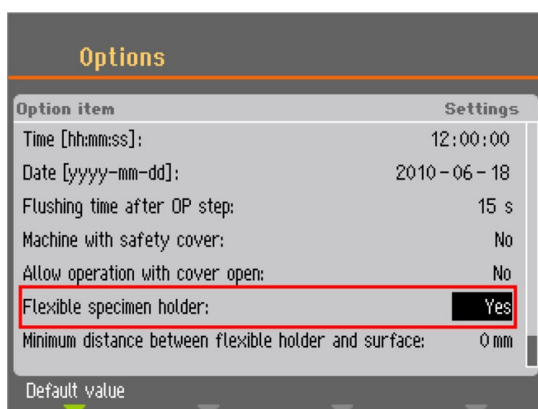 Options
Option item Settings
Time [hh:mm:ss]: 12:00:00
Date [yyyy-mm-dd]: 2010-06-18
Flushing time after OP step: 15 s
Machine with safety cover: No
Allow operation with cover open: No
Flexible specimen holder: Yes
Minimum distance between flexible holder and surface: 0 mm
Default value